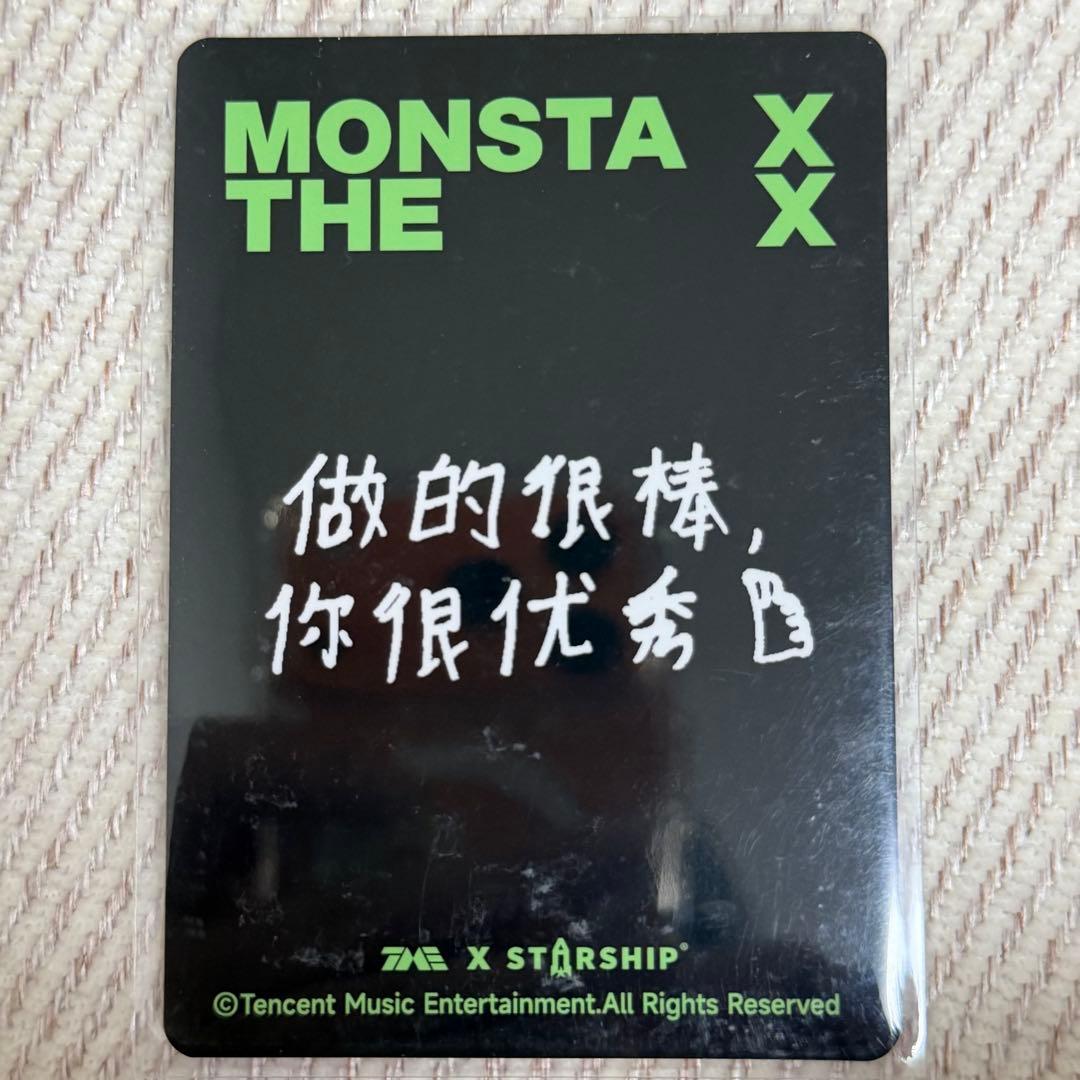 MONSTA X
THE X
做的很棒,
你很优秀
TME X STARSHIP®
©Tencent Music Entertainment.All Rights Reserved